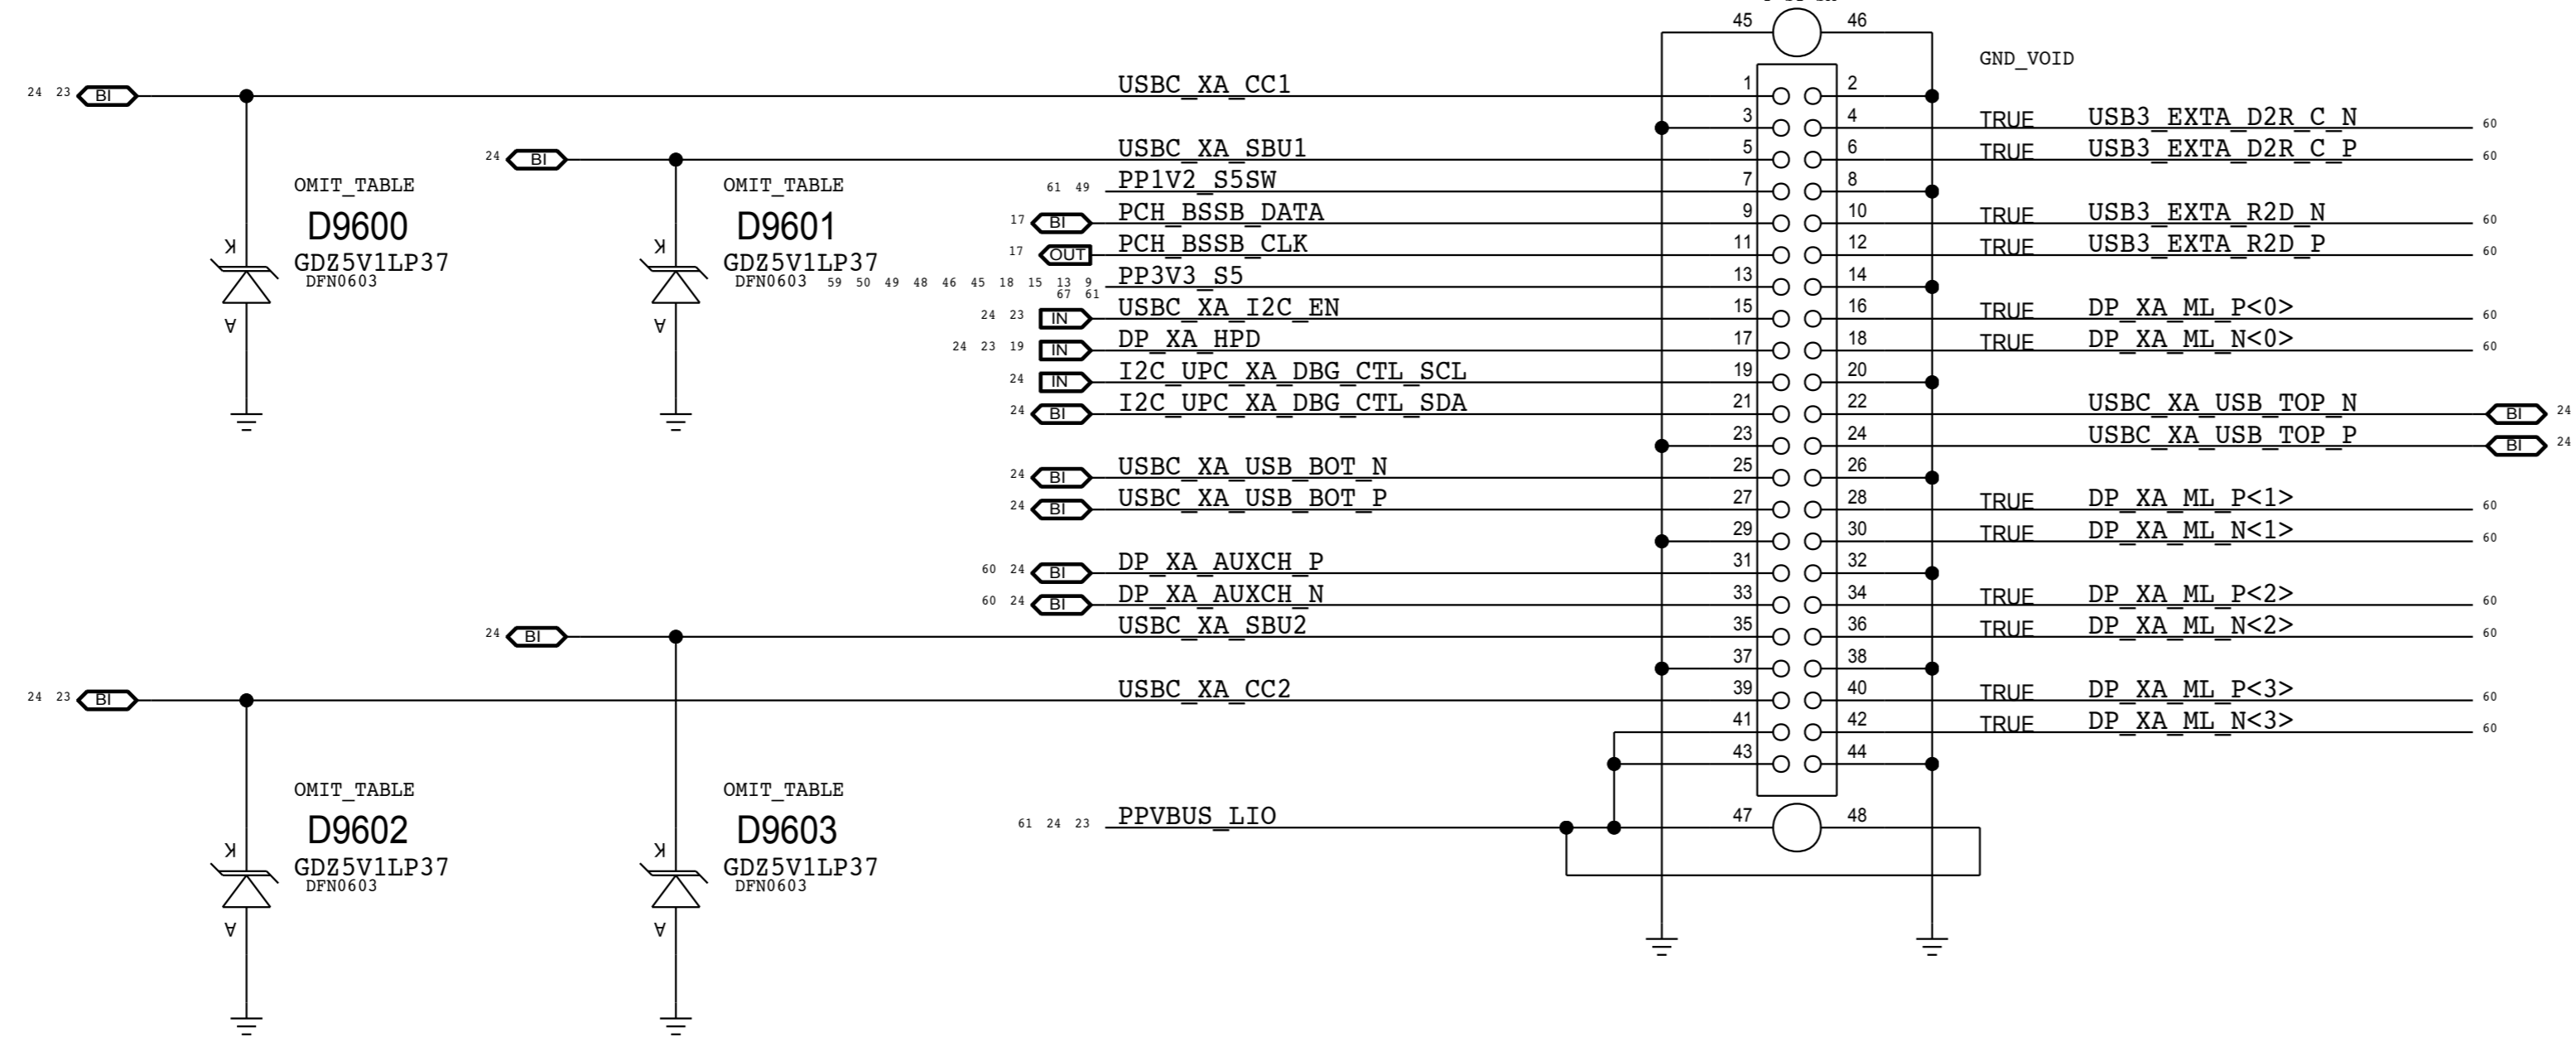 45 46
GND_VOID
24 23 BI USBC_XA_CC1 1 2
3 4 TRUE USB3_EXTA_D2R_C_N 60
24 BI USBC_XA_SBU1 5 6 TRUE USB3_EXTA_D2R_C_P 60
OMIT_TABLE OMIT_TABLE 61 49 PP1V2_S5SW 7 8
D9600 D9601 17 BI PCH_BSSB_DATA 9 10 TRUE USB3_EXTA_R2D_N 60
K K 17 OUT PCH_BSSB_CLK 11 12 TRUE USB3_EXTA_R2D_P 60
GDZ5V1LP37 GDZ5V1LP37
DFN0603 DFN0603 59 50 49 48 46 45 18 15 13 9 PP3V3_S5 13 14
67 61
24 23 IN USBC_XA_I2C_EN 15 16 TRUE DP_XA_ML_P<0> 60
A A
24 23 19 IN DP_XA_HPD 17 18 TRUE DP_XA_ML_N<0> 60
24 IN I2C_UPC_XA_DBG_CTL_SCL 19 20
24 BI I2C_UPC_XA_DBG_CTL_SDA 21 22 USBC_XA_USB_TOP_N BI 24
23 24 USBC_XA_USB_TOP_P BI 24
24 BI USBC_XA_USB_BOT_N 25 26
24 BI USBC_XA_USB_BOT_P 27 28 TRUE DP_XA_ML_P<1> 60
29 30 TRUE DP_XA_ML_N<1> 60
60 24 BI DP_XA_AUXCH_P 31 32
60 24 BI DP_XA_AUXCH_N 33 34 TRUE DP_XA_ML_P<2> 60
24 BI USBC_XA_SBU2 35 36 TRUE DP_XA_ML_N<2> 60
37 38
24 23 BI USBC_XA_CC2 39 40 TRUE DP_XA_ML_P<3> 60
41 42 TRUE DP_XA_ML_N<3> 60
43 44
OMIT_TABLE OMIT_TABLE
61 24 23 PPVBUS_LIO 47 48
D9602 D9603
K K
GDZ5V1LP37 GDZ5V1LP37
DFN0603 DFN0603
A A